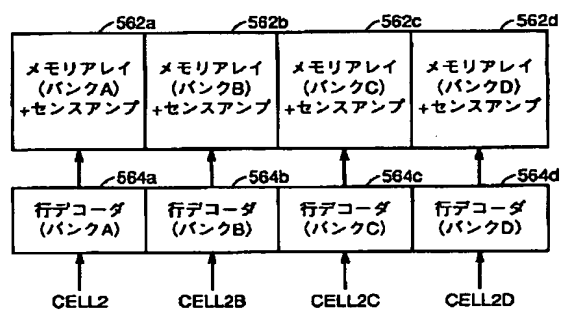 562a 562b 562c 562d
メモリアレイ メモリアレイ メモリアレイ メモリアレイ
(バンクA) (バンクB) (バンクC) (バンクD)
+センスアンプ +センスアンプ +センスアンプ +センスアンプ
564a 564b 564c 564d
行デコーダ 行デコーダ 行デコーダ 行デコーダ
(バンクA) (バンクB) (バンクC) (バンクD)
CELL2 CELL2B CELL2C CELL2D